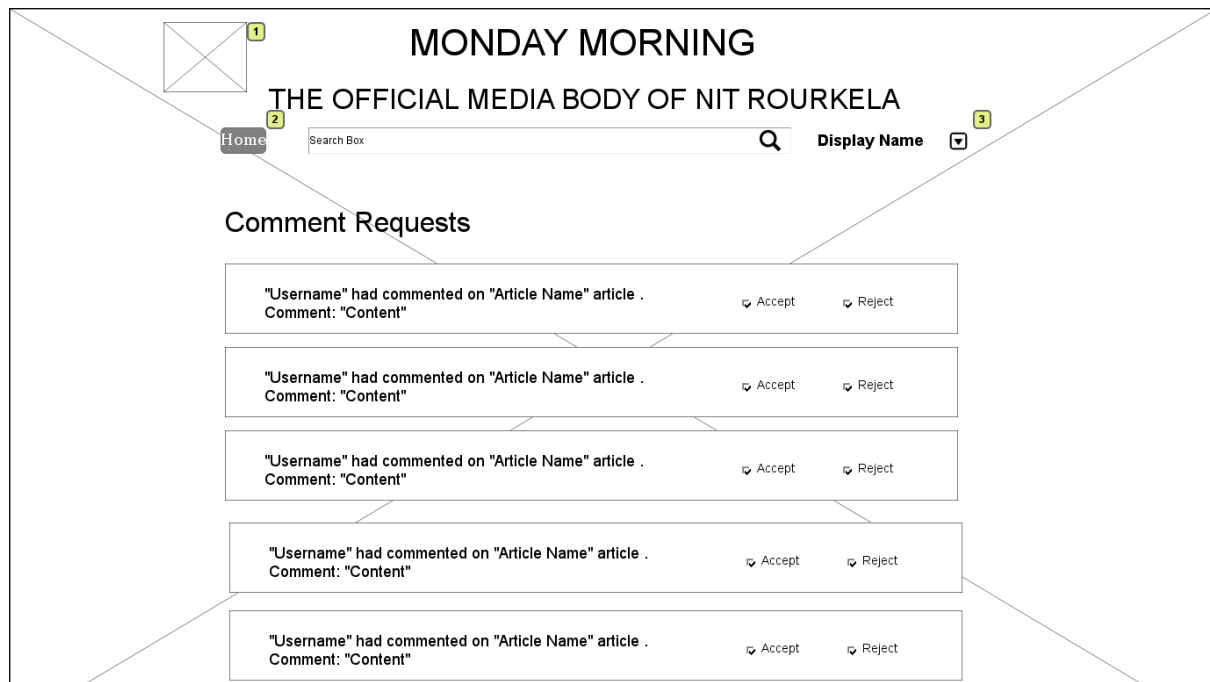 1
MONDAY MORNING
THE OFFICIAL MEDIA BODY OF NIT ROURKELA
2
3
Home
Search Box
Display Name
Comment Requests
"Username" had commented on "Article Name" article .
Comment: "Content"
Accept
Reject
"Username" had commented on "Article Name" article .
Comment: "Content"
Accept
Reject
"Username" had commented on "Article Name" article .
Comment: "Content"
Accept
Reject
"Username" had commented on "Article Name" article .
Comment: "Content"
Accept
Reject
"Username" had commented on "Article Name" article .
Comment: "Content"
Accept
Reject